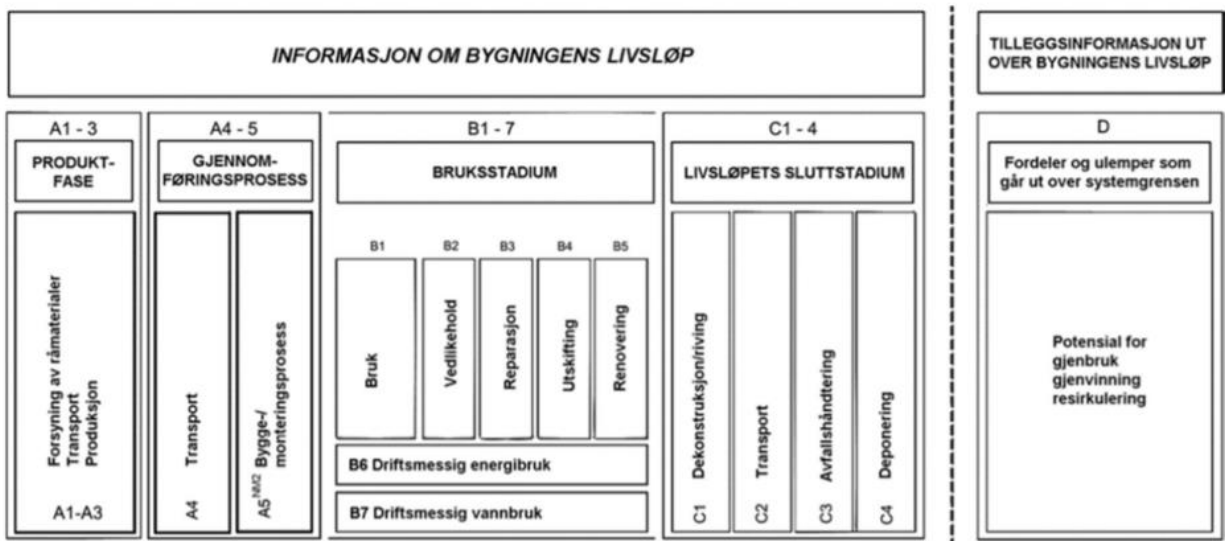 INFORMASJON OM BYGNINGENS LIVSLØP
TILLEGGSINFORMASJON UT
OVER BYGNINGENS LIVSLØP
A1 - 3
PRODUKT-
FASE
Forsyning av råmaterialer
Transport
Produksjon
A1-A3
A4 - 5
GJENNOM-
FØRINGSPROSESS
A4 Transport
A5NM2 Bygge-/
monteringsprosess
B1 - 7
BRUKSSTADIUM
B1
Bruk
B2
Vedlikehold
B3
Reparasjon
B4
Utskifting
B5
Renovering
B6 Driftsmessig energibruk
B7 Driftsmessig vannbruk
C1 - 4
LIVSLØPETS SLUTTSTADIUM
C1 Dekonstruksjon/riving
C2 Transport
C3 Avfallshåndtering
C4 Deponering
D
Fordeler og ulemper som
går ut over systemgrensen
Potensial for
gjenbruk
gjenvinning
resirkulering